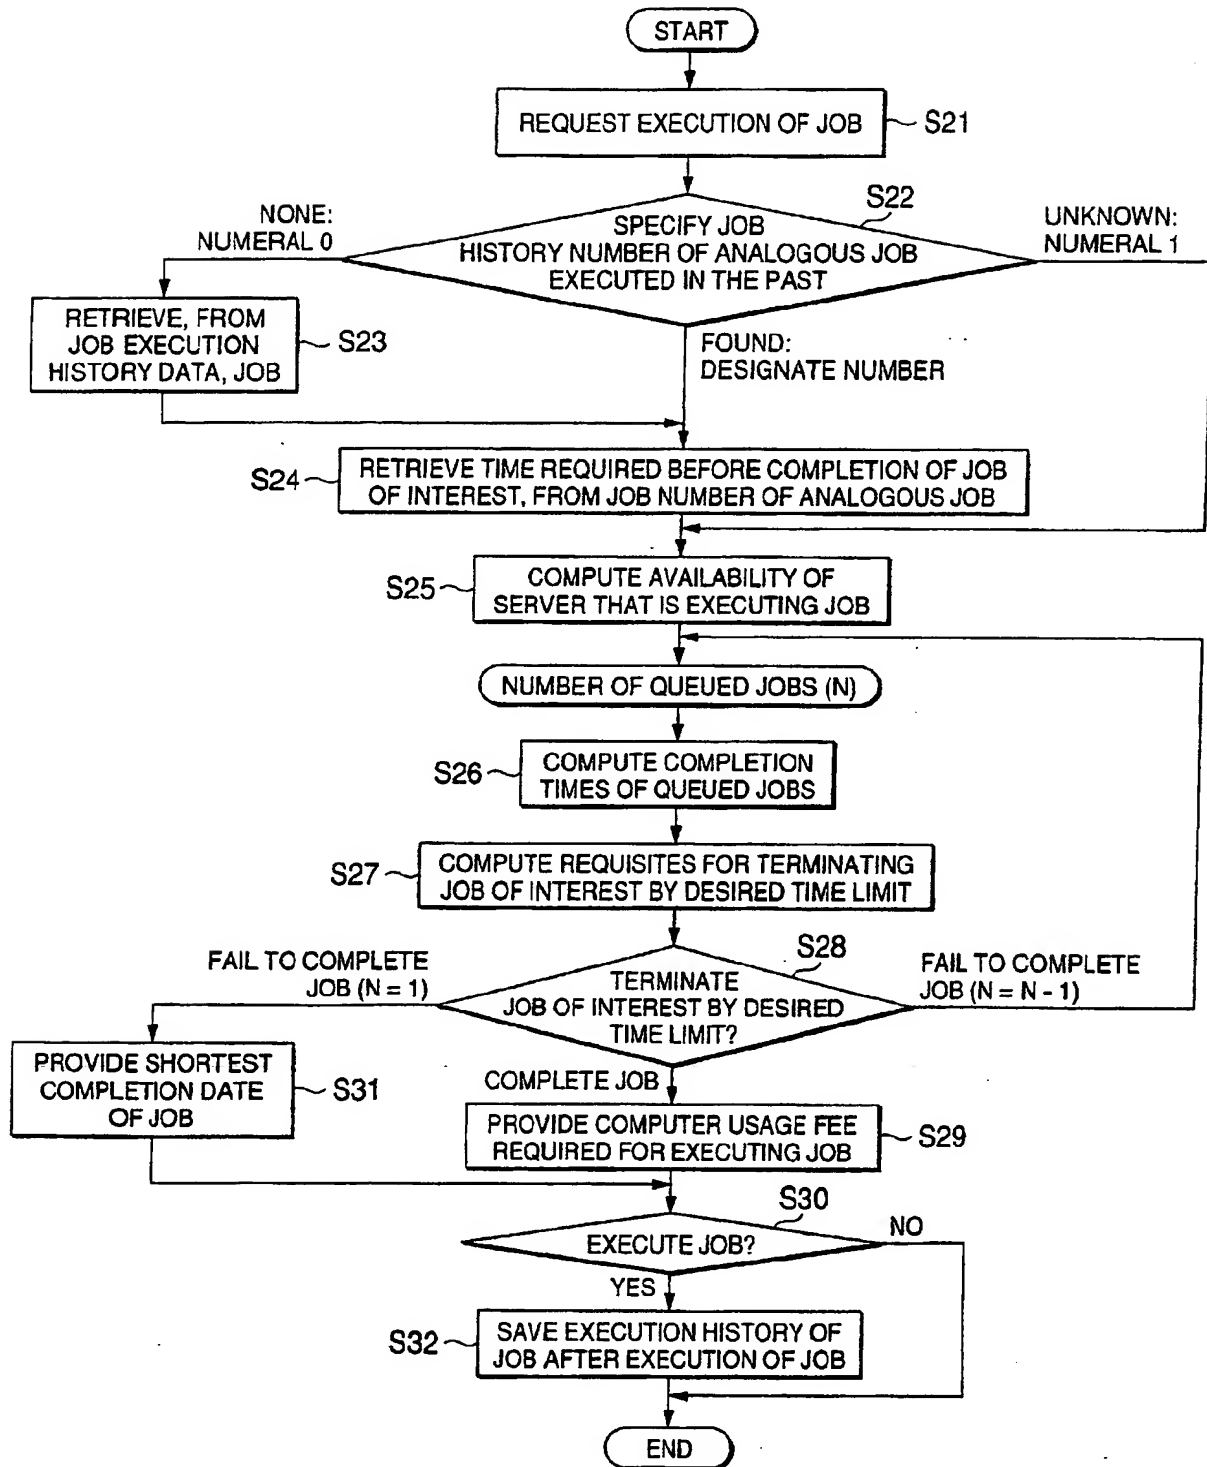 START
REQUEST EXECUTION OF JOB
S21
S22
NONE:
NUMERAL 0
SPECIFY JOB
HISTORY NUMBER OF ANALOGOUS JOB
EXECUTED IN THE PAST
UNKNOWN:
NUMERAL 1
RETRIEVE, FROM
JOB EXECUTION
HISTORY DATA, JOB
S23
FOUND:
DESIGNATE NUMBER
S24
RETRIEVE TIME REQUIRED BEFORE COMPLETION OF JOB
OF INTEREST, FROM JOB NUMBER OF ANALOGOUS JOB
S25
COMPUTE AVAILABILITY OF
SERVER THAT IS EXECUTING JOB
NUMBER OF QUEUED JOBS (N)
S26
COMPUTE COMPLETION
TIMES OF QUEUED JOBS
S27
COMPUTE REQUISITES FOR TERMINATING
JOB OF INTEREST BY DESIRED TIME LIMIT
S28
FAIL TO COMPLETE
JOB (N = 1)
TERMINATE
JOB OF INTEREST BY DESIRED
TIME LIMIT?
FAIL TO COMPLETE
JOB (N = N - 1)
PROVIDE SHORTEST
COMPLETION DATE
OF JOB
S31
COMPLETE JOB
PROVIDE COMPUTER USAGE FEE
REQUIRED FOR EXECUTING JOB
S29
S30
EXECUTE JOB?
NO
YES
S32
SAVE EXECUTION HISTORY OF
JOB AFTER EXECUTION OF JOB
END